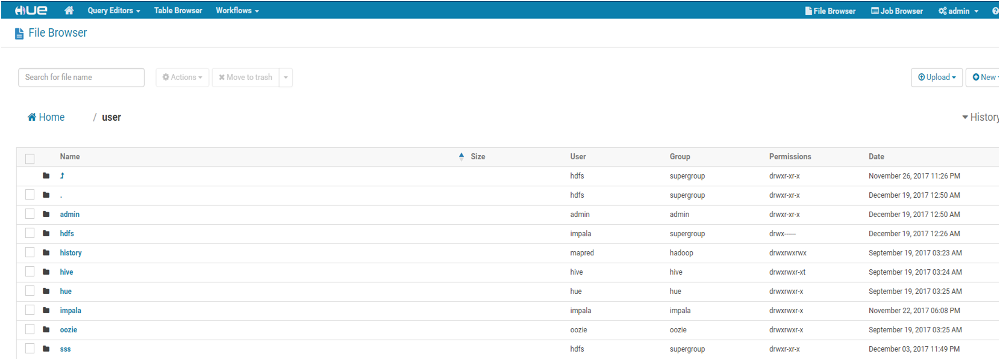 HUE Query Editors Table Browser Workflows File Browser Job Browser admin
File Browser
Search for file name Actions Move to trash Upload New
Home / user History
Name Size User Group Permissions Date
hdfs supergroup drwxr-xr-x November 26, 2017 11:26 PM
. hdfs supergroup drwxr-xr-x December 19, 2017 12:50 AM
admin admin admin drwxr-xr-x December 19, 2017 12:50 AM
hdfs impala supergroup drwx------ December 19, 2017 12:26 AM
history mapred hadoop drwxrwxrwx September 19, 2017 03:23 AM
hive hive hive drwxrwxr-xt September 19, 2017 03:24 AM
hue hue hue drwxrwxr-x September 19, 2017 03:25 AM
impala impala impala drwxrwxr-x November 22, 2017 06:08 PM
oozie oozie oozie drwxrwxr-x September 19, 2017 03:25 AM
sss hdfs supergroup drwxr-xr-x December 03, 2017 11:49 PM